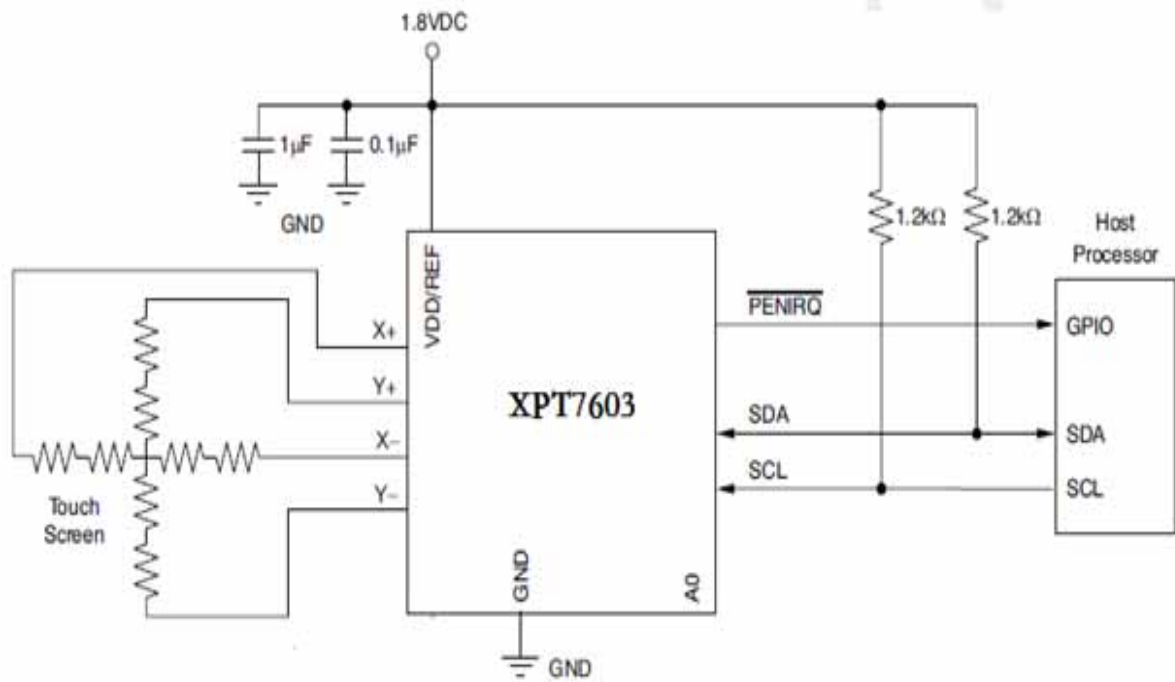 1.8VDC
1μF
0.1μF
GND
1.2kΩ
1.2kΩ
Host
Processor
VDD/REF
PENIRQ
GPIO
X+
Y+
XPT7603
X−
SDA
SDA
SCL
SCL
Y−
Touch
Screen
GND
A0
GND